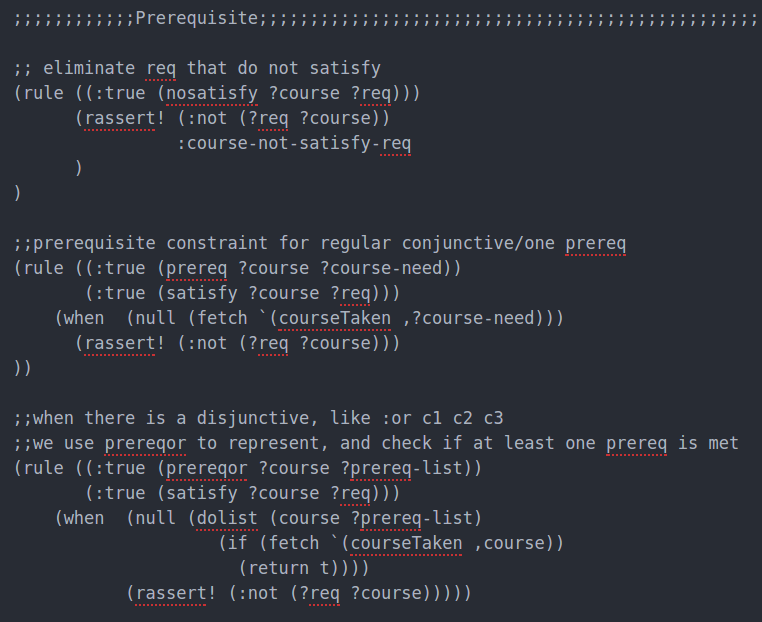 ;;;;;;;;;;;;Prerequisite;;;;;;;;;;;;;;;;;;;;;;;;;;;;;;;;;;;;;;;;;;;;;;;;;
;; eliminate req that do not satisfy
(rule ((:true (nosatisfy ?course ?req)))
      (rassert! (:not (?req ?course))
                :course-not-satisfy-req
      )
)
;;prerequisite constraint for regular conjunctive/one prereq
(rule ((:true (prereq ?course ?course-need))
       (:true (satisfy ?course ?req)))
    (when  (null (fetch `(courseTaken ,?course-need)))
      (rassert! (:not (?req ?course)))
))
;;when there is a disjunctive, like :or c1 c2 c3
;;we use prereqor to represent, and check if at least one prereq is met
(rule ((:true (prereqor ?course ?prereq-list))
       (:true (satisfy ?course ?req)))
    (when  (null (dolist (course ?prereq-list)
                    (if (fetch `(courseTaken ,course))
                      (return t))))
           (rassert! (:not (?req ?course)))))